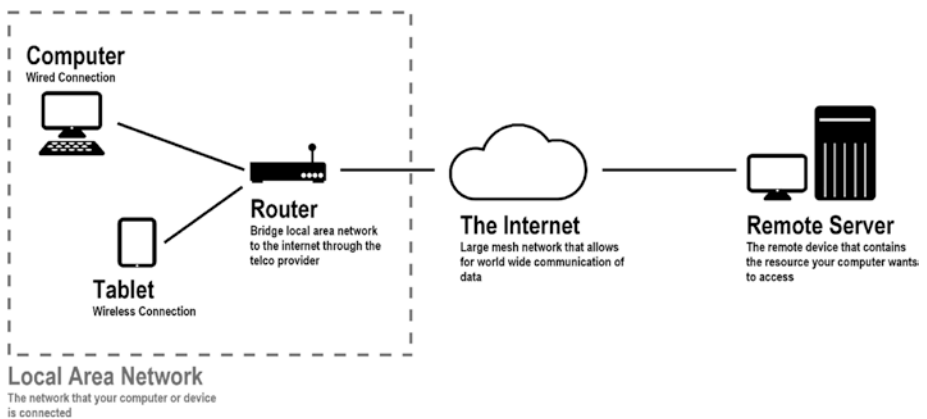 Computer
Wired Connection
Router
Bridge local area network
to the internet through the
telco provider
Tablet
Wireless Connection
The Internet
Large mesh network that allows
for world wide communication of
data
Remote Server
The remote device that contains
the resource your computer wants
to access
Local Area Network
The network that your computer or device
is connected